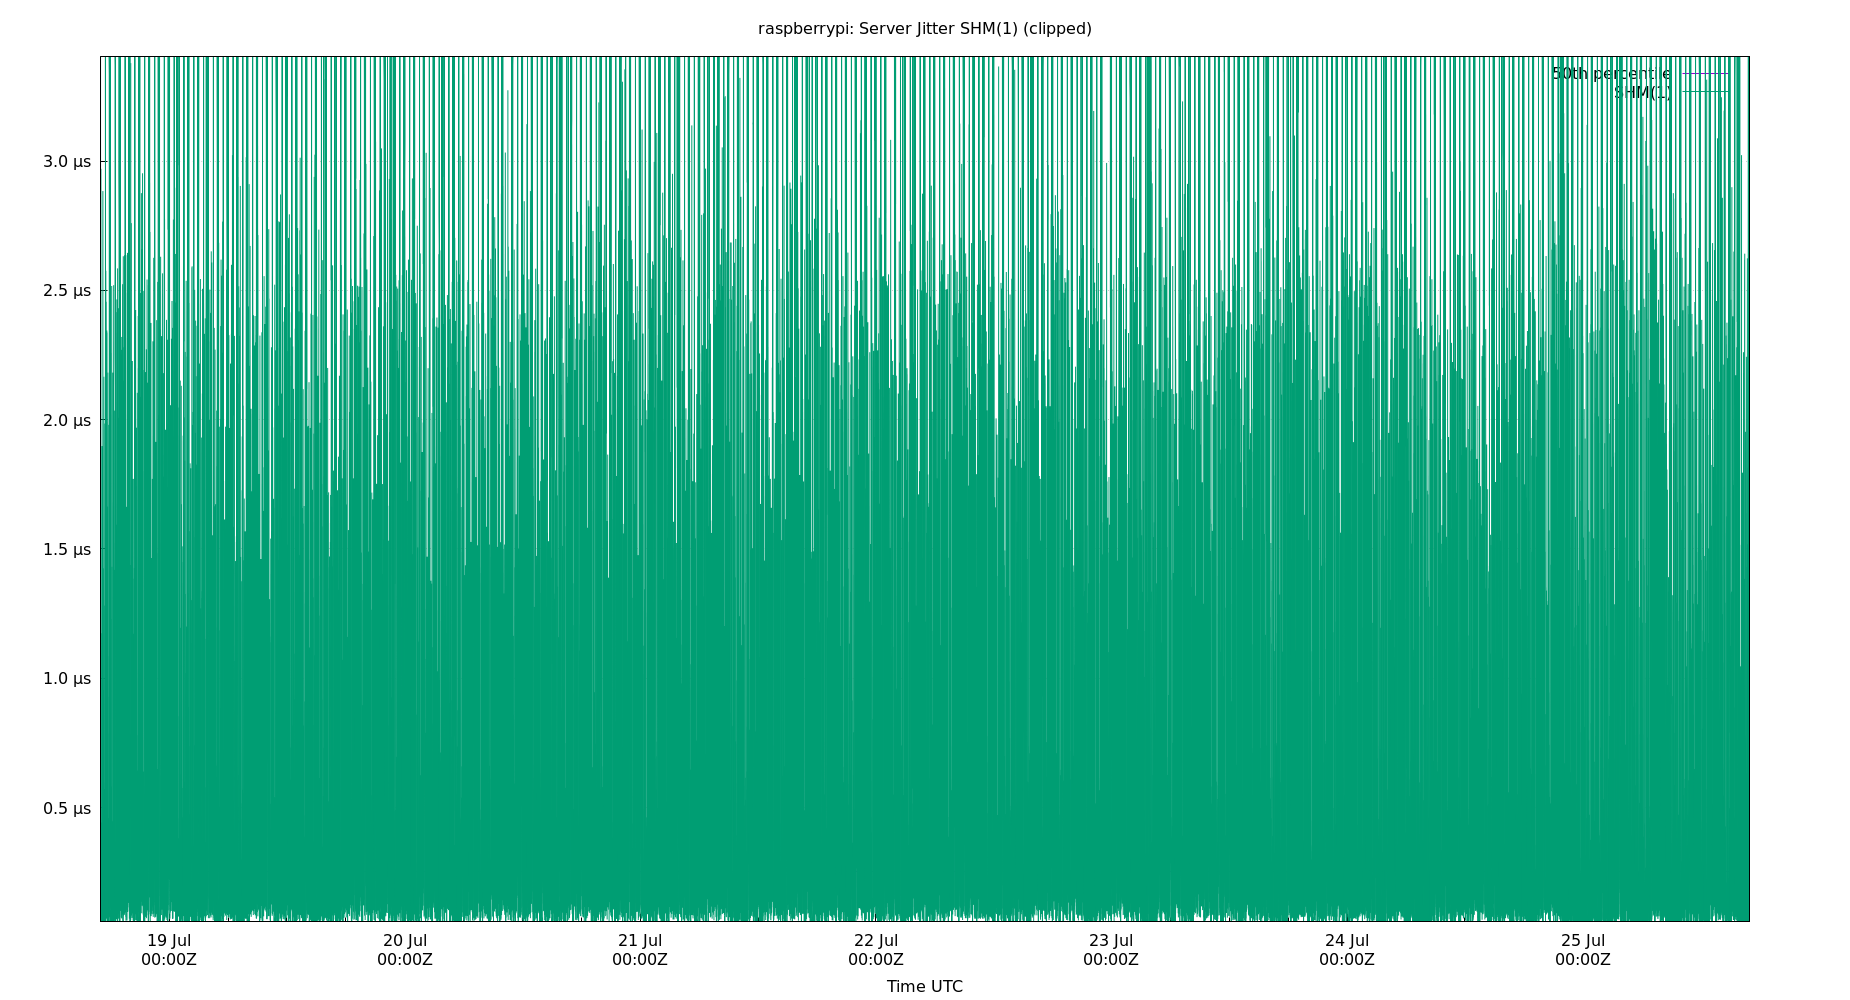 raspberrypi: Server Jitter SHM(1) (clipped)
50th percentile
SHM(1)
3.0 μs
2.5 μs
2.0 μs
1.5 μs
1.0 μs
0.5 μs
19 Jul 20 Jul 21 Jul 22 Jul 23 Jul 24 Jul 25 Jul
00:00Z 00:00Z 00:00Z 00:00Z 00:00Z 00:00Z 00:00Z
Time UTC